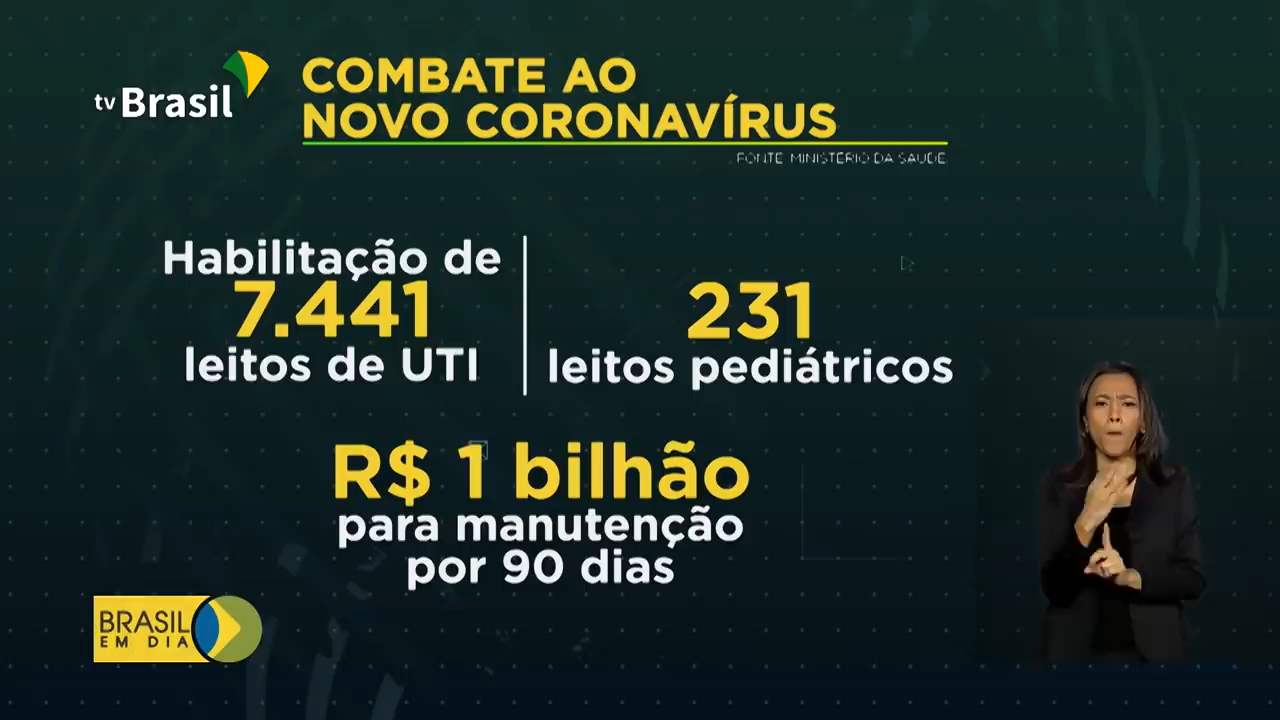 tv Brasil
COMBATE AO
NOVO CORONAVÍRUS
FONTE MINISTÉRIO DA SAÚDE
Habilitação de
7.441
leitos de UTI
231
leitos pediátricos
R$ 1 bilhão
para manutenção
por 90 dias
BRASIL
EM DIA